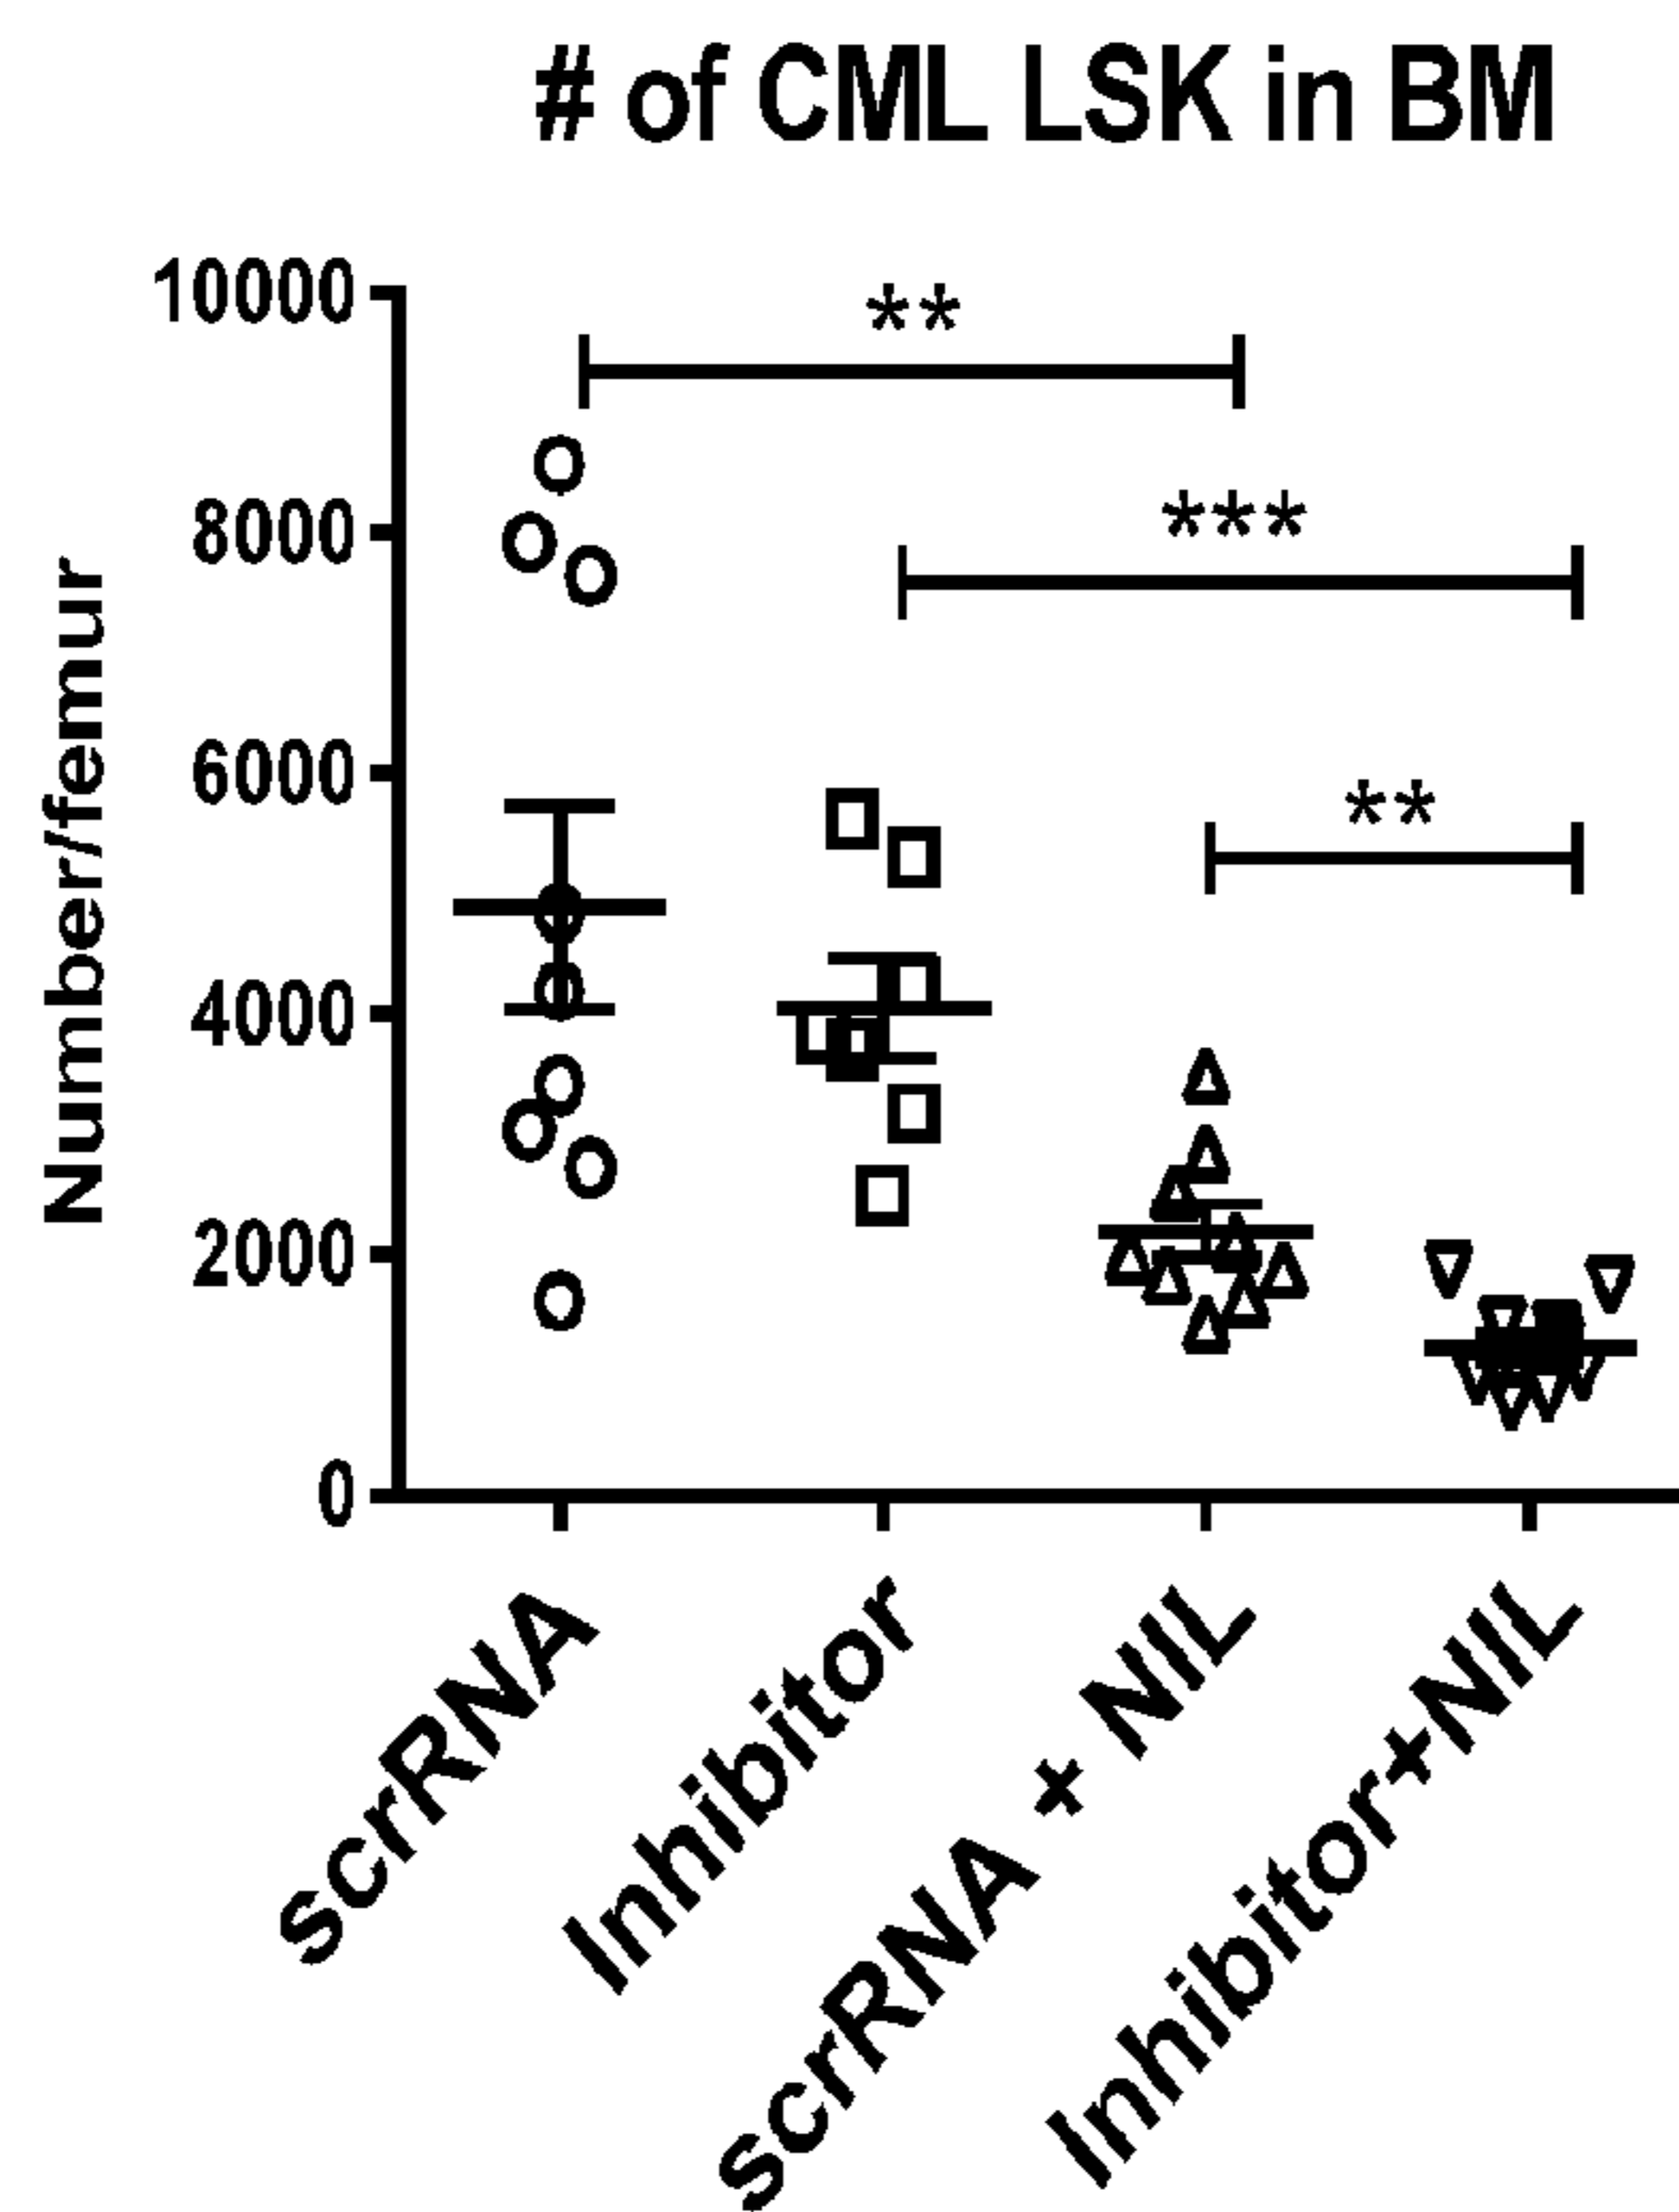 # of CML LSK in BM
10000
**
8000
***
6000
**
4000
2000
0
Number/femur
scrRNA
Inhibitor
scrRNA + NIL
Inhibitor+NIL